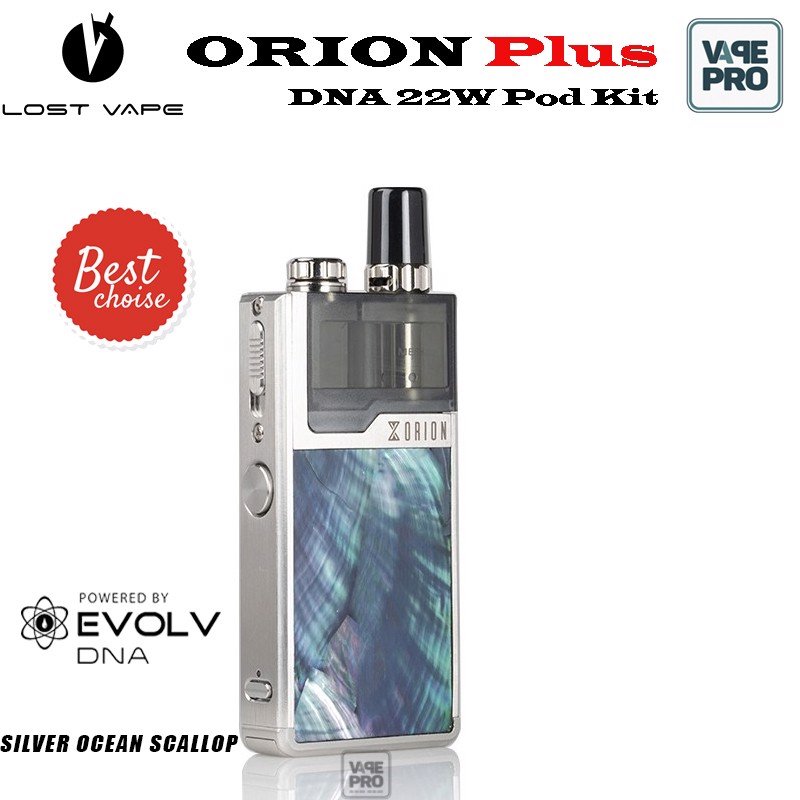 LOST VAPE
ORION Plus
DNA 22W Pod Kit
VAPE
PRO
Best
choise
ORION
POWERED BY
EVOLV
DNA
SILVER OCEAN SCALLOP
VAPE
PRO